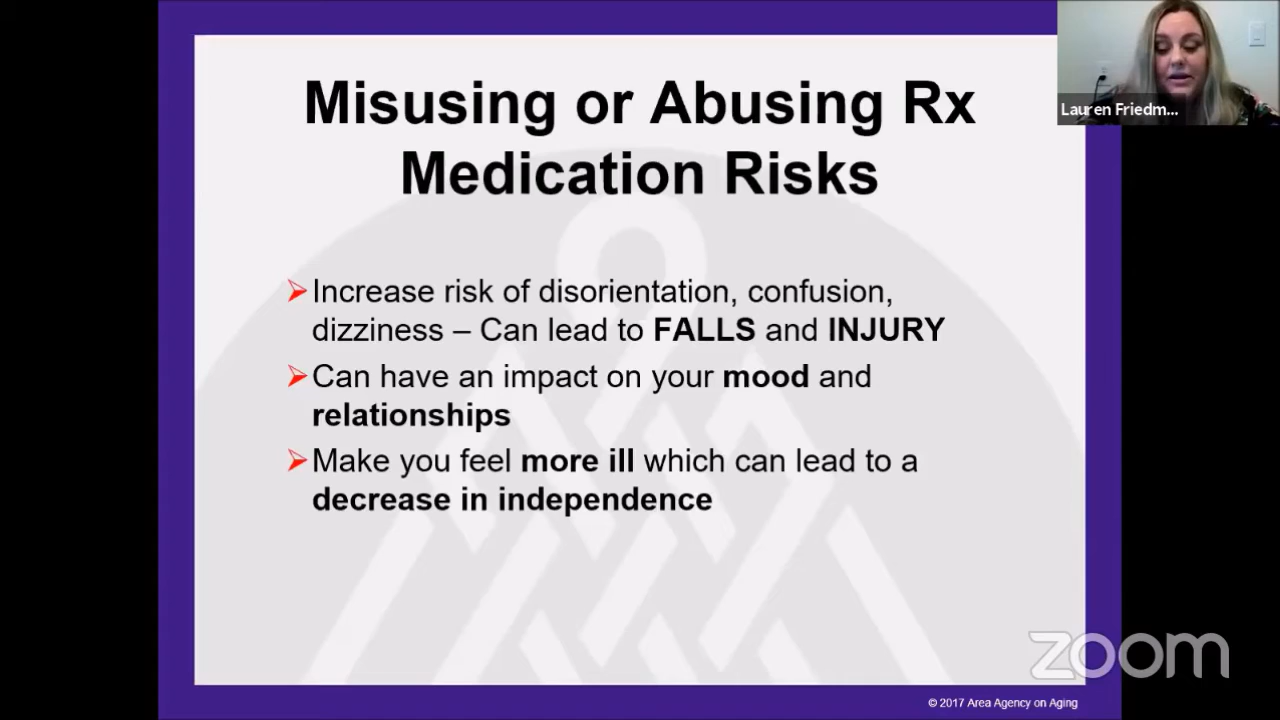 Misusing or Abusing Rx
Medication Risks
Lauren Friedm...
➢Increase risk of disorientation, confusion,
dizziness – Can lead to FALLS and INJURY
➢Can have an impact on your mood and
relationships
➢Make you feel more ill which can lead to a
decrease in independence
zoom
© 2017 Area Agency on Aging